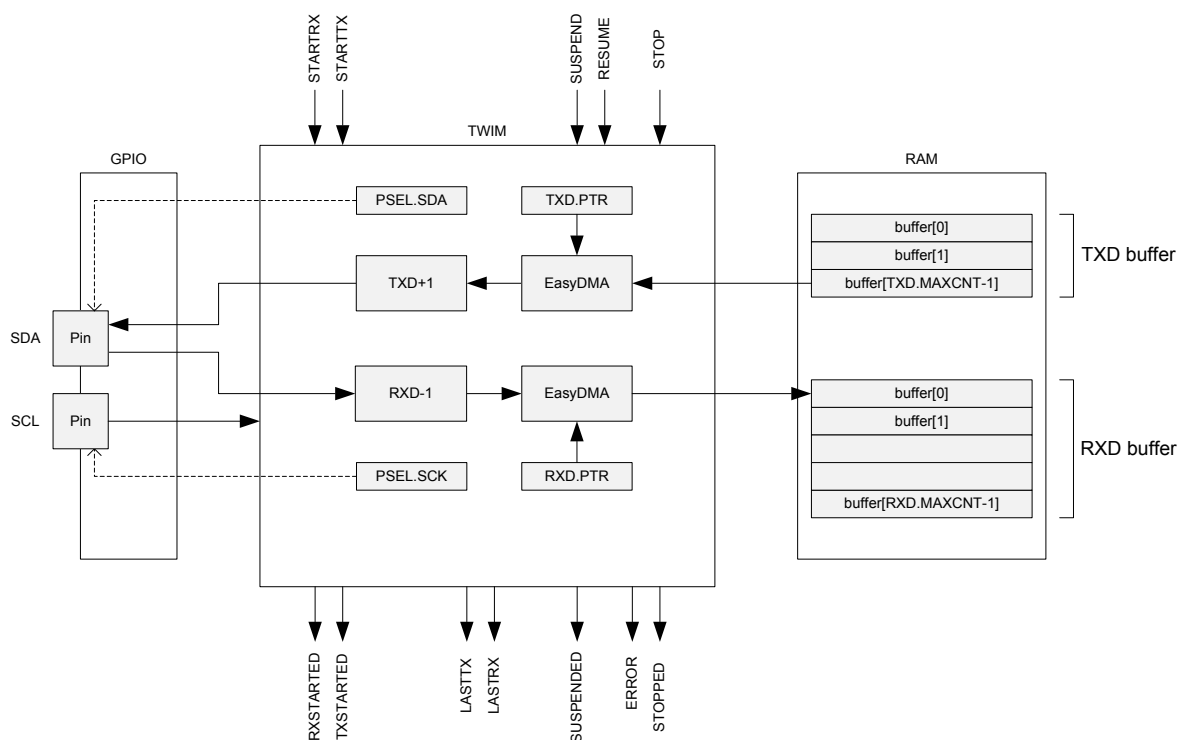 STARTRX
STARTTX
SUSPEND
RESUME
STOP
TWIM
GPIO
RAM
PSEL.SDA
TXD.PTR
buffer[0]
buffer[1]
buffer[TXD.MAXCNT-1]
TXD buffer
TXD+1
EasyDMA
SDA
Pin
RXD-1
EasyDMA
SCL
Pin
buffer[0]
buffer[1]
buffer[RXD.MAXCNT-1]
RXD buffer
PSEL.SCK
RXD.PTR
RXSTARTED
TXSTARTED
LASTTX
LASTRX
SUSPENDED
ERROR
STOPPED